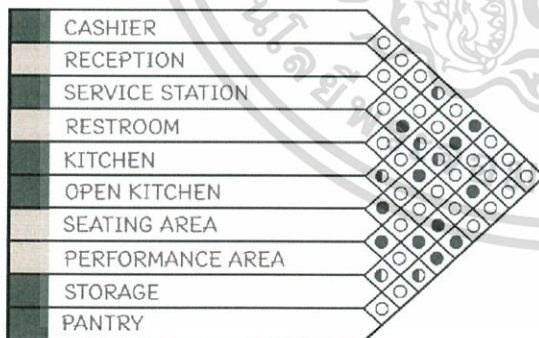 CASHIER
RECEPTION
SERVICE STATION
RESTROOM
KITCHEN
OPEN KITCHEN
SEATING AREA
PERFORMANCE AREA
STORAGE
PANTRY